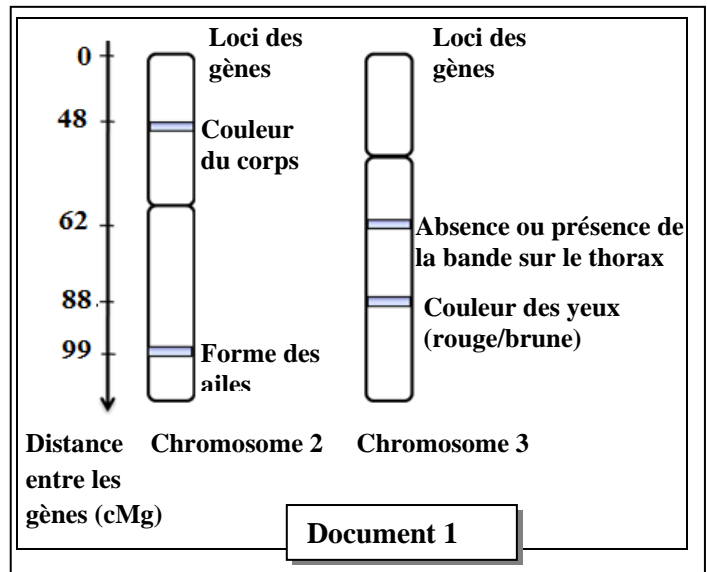 Loci des
gènes
Loci des
gènes
0
48
62
88
99
Couleur
du corps
Forme des
ailes
Absence ou présence de
la bande sur le thorax
Couleur des yeux
(rouge/brune)
Distance
entre les
gènes (cMg)
Chromosome 2
Chromosome 3
Document 1